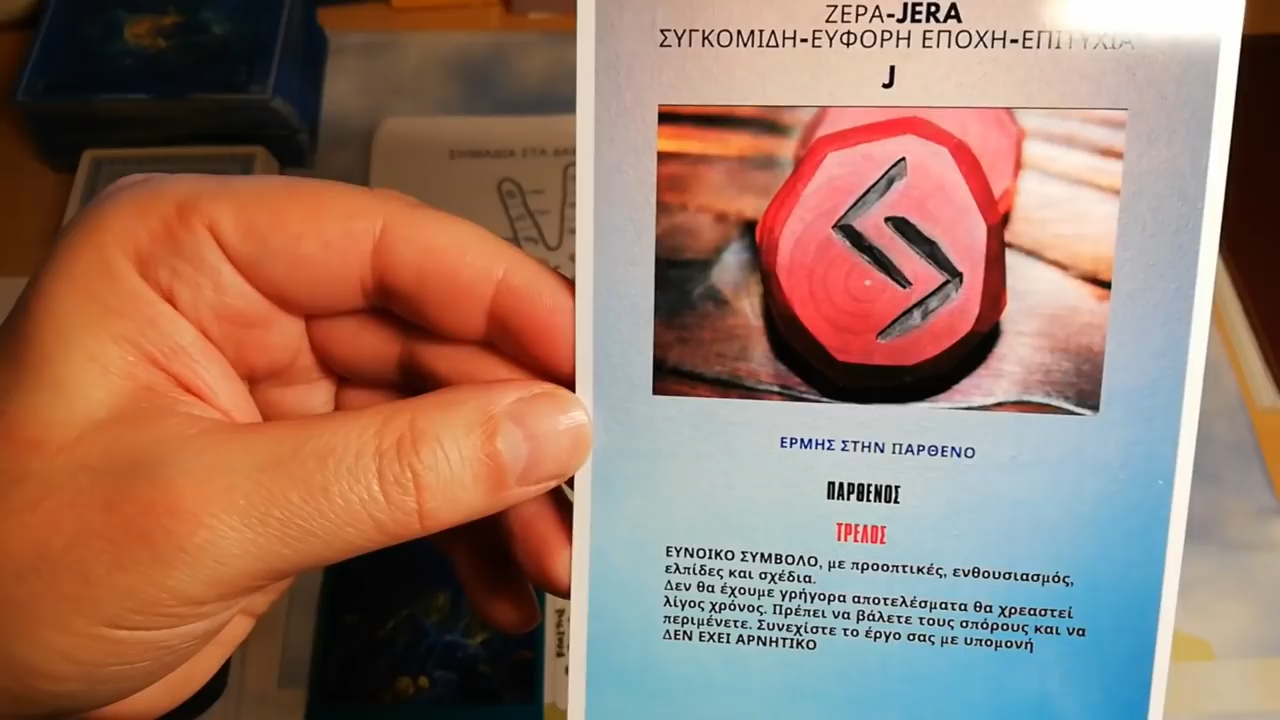 ΖΕΡΑ-JERA
ΣΥΓΚΟΜΙΔΗ-ΕΥΦΟΡΗ ΕΠΟΧΗ-ΕΠΙΤΥΧΙΑ
J
ΣΗΜΑΔΙΑ ΣΤΑ
ΕΡΜΗΣ ΣΤΗΝ ΠΑΡΘΕΝΟ
ΠΑΡΘΕΝΟΣ
ΤΡΕΛΟΣ
ΕΥΝΟΙΚΟ ΣΥΜΒΟΛΟ, με προοπτικές, ενθουσιασμός,
ελπίδες και σχέδια.
Δεν θα έχουμε γρήγορα αποτελέσματα θα χρεαστεί
λίγος χρόνος. Πρέπει να βάλετε τους σπόρους και να
περιμένετε. Συνεχίστε το έργο σας με υπομονή
ΔΕΝ ΕΧΕΙ ΑΡΝΗΤΙΚΟ